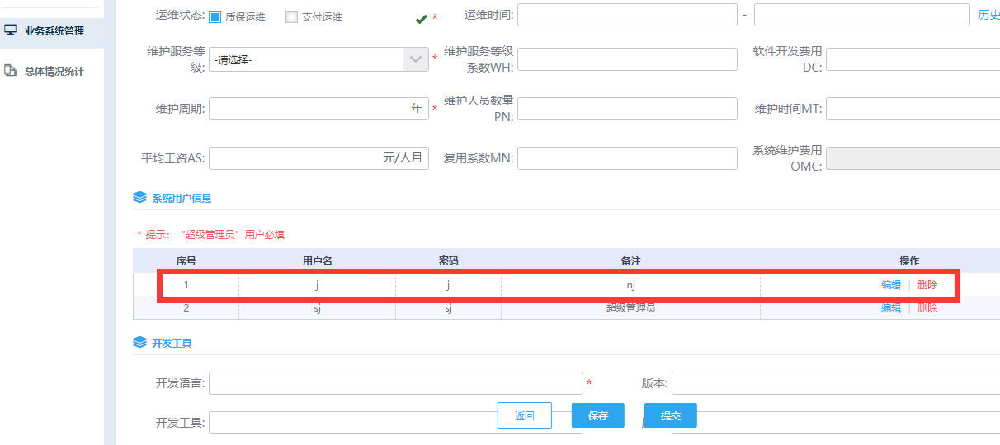 运维状态: 质保运维 支付运维 * 运维时间: - 历史
业务系统管理
维护服务等级: -请选择- * 维护服务等级系数WH: 软件开发费用DC:
总体情况统计
维护周期: 年 * 维护人员数量PN: 维护时间MT:
平均工资AS: 元/人月 复用系数MN: 系统维护费用OMC:
系统用户信息
* 提示: “超级管理员”用户必填
序号 用户名 密码 备注 操作
1 j j nj 编辑 | 删除
2 sj sj 超级管理员 编辑 | 删除
开发工具
开发语言: * 版本:
开发工具: 返回 保存 提交